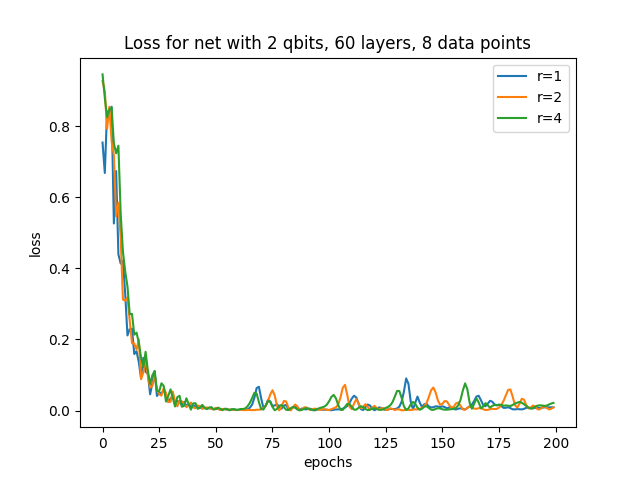 Loss for net with 2 qbits, 60 layers, 8 data points
r=1
r=2
r=4
loss
0.8
0.6
0.4
0.2
0.0
0 25 50 75 100 125 150 175 200
epochs